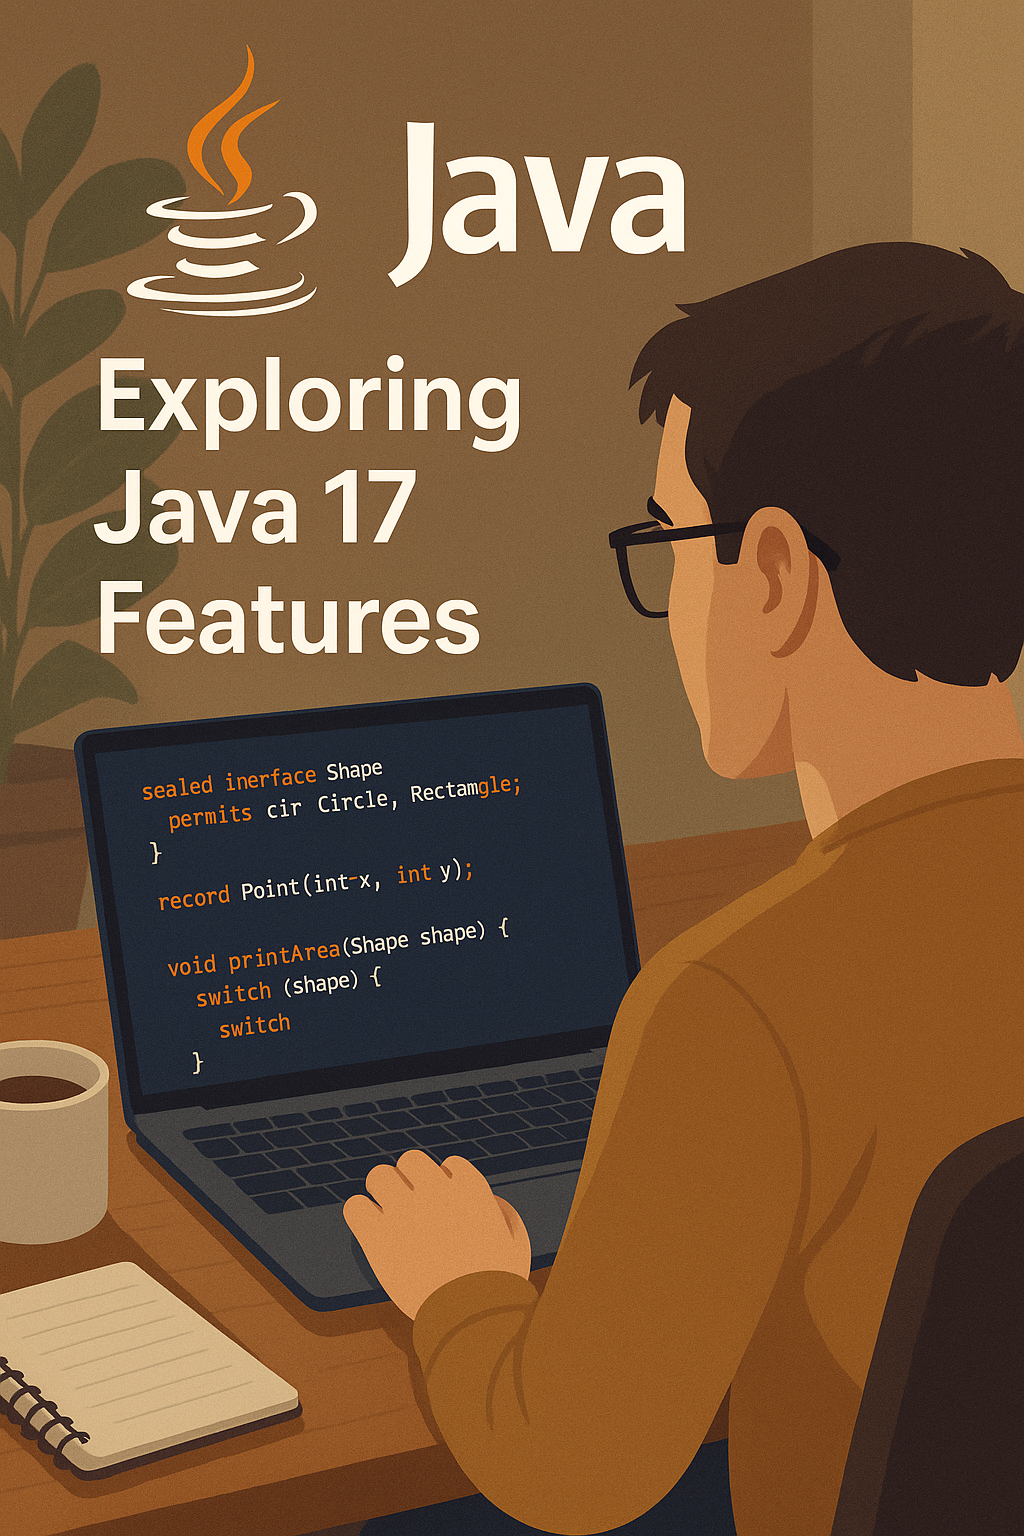 Java
Exploring
Java 17
Features
sealed inerface Shape
permits cir Circle, Rectamgle;
}
record Point(int-x, int y);
void printArea(Shape shape) {
switch (shape) {
switch
}